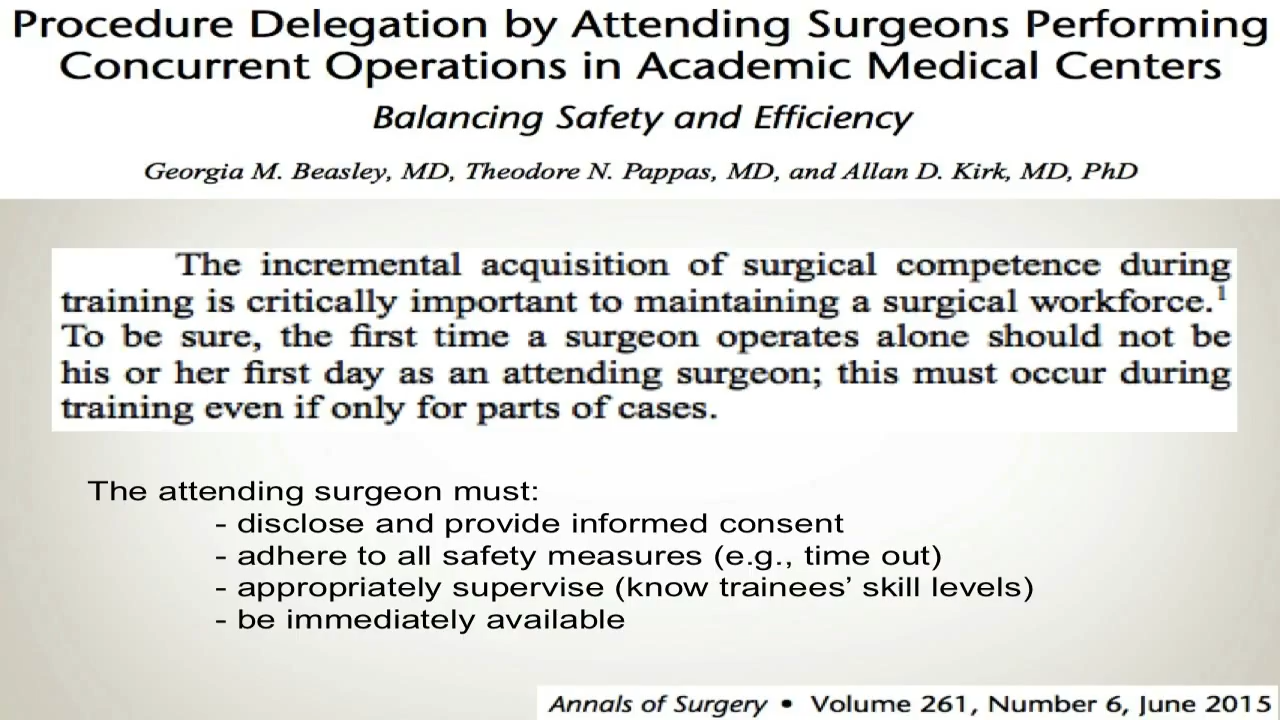 Procedure Delegation by Attending Surgeons Performing
Concurrent Operations in Academic Medical Centers
Balancing Safety and Efficiency
Georgia M. Beasley, MD, Theodore N. Pappas, MD, and Allan D. Kirk, MD, PhD
The incremental acquisition of surgical competence during
training is critically important to maintaining a surgical workforce.1
To be sure, the first time a surgeon operates alone should not be
his or her first day as an attending surgeon; this must occur during
training even if only for parts of cases.
The attending surgeon must:
- disclose and provide informed consent
- adhere to all safety measures (e.g., time out)
- appropriately supervise (know trainees’ skill levels)
- be immediately available
Annals of Surgery • Volume 261, Number 6, June 2015